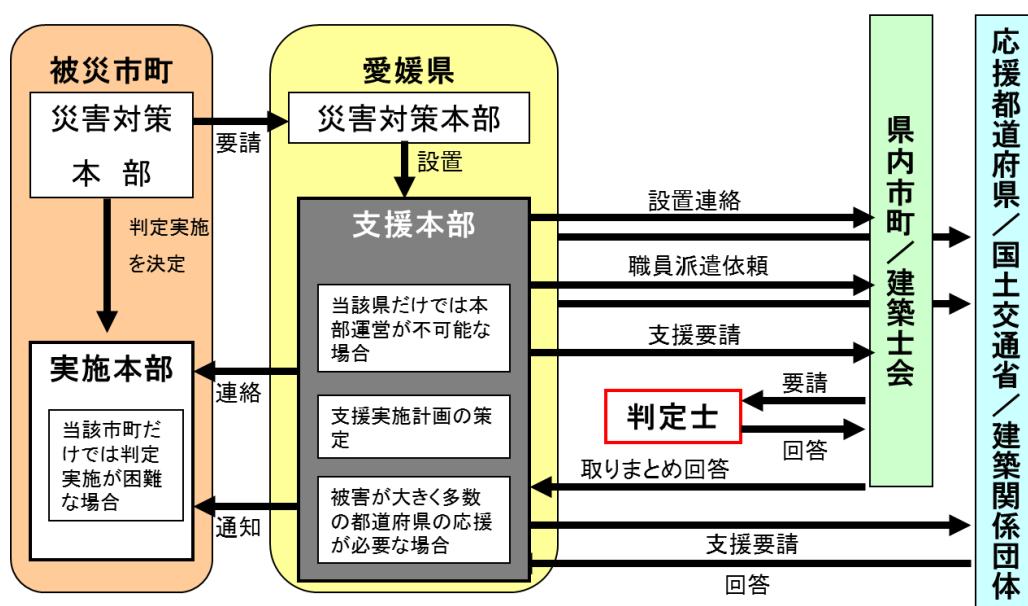 被災市町
災害対策
本 部
判定実施
を決定
実施本部
当該市町だ
けでは判定
実施が困難
な場合
要請
連絡
通知
愛媛県
災害対策本部
設置
支援本部
当該県だけでは本
部運営が不可能な
場合
支援実施計画の策
定
被害が大きく多数
の都道府県の応援
が必要な場合
設置連絡
職員派遣依頼
支援要請
要請
判定士
回答
取りまとめ回答
支援要請
回答
県内市町／建築士会
応援都道府県／国土交通省／建築関係団体